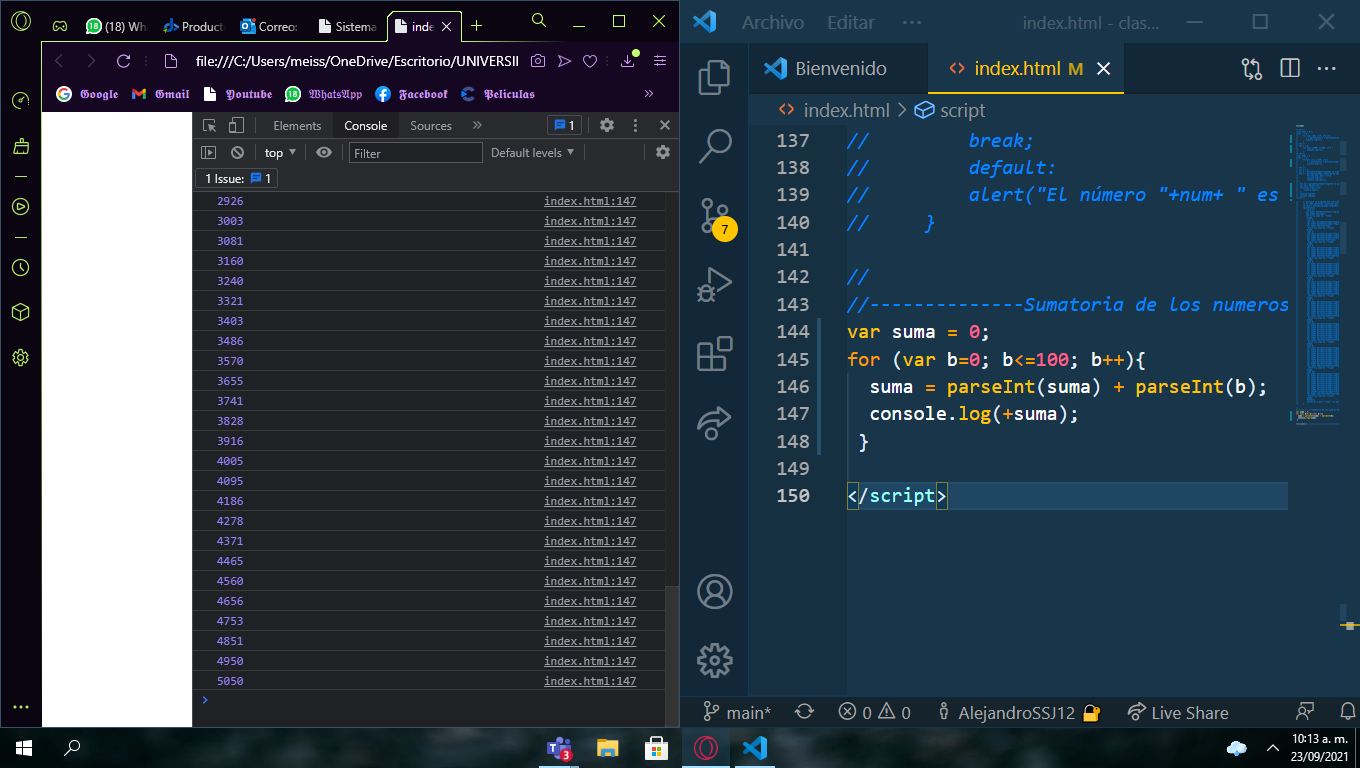 (18) Wh
Product
Correo:
Sistema
inde
file:///C:/Users/meiss/OneDrive/Escritorio/UNIVERSII
Google
Gmail
Youtube
WhatsApp
Facebook
Peliculas
»
Elements
Console
Sources
»
1
top
Filter
Default levels
1 Issue: 1
2926 index.html:147
3003 index.html:147
3081 index.html:147
3160 index.html:147
3240 index.html:147
3321 index.html:147
3403 index.html:147
3486 index.html:147
3570 index.html:147
3655 index.html:147
3741 index.html:147
3828 index.html:147
3916 index.html:147
4005 index.html:147
4095 index.html:147
4186 index.html:147
4278 index.html:147
4371 index.html:147
4465 index.html:147
4560 index.html:147
4656 index.html:147
4753 index.html:147
4851 index.html:147
4950 index.html:147
5050 index.html:147
Archivo Editar ··· index.html - clas...
Bienvenido
index.html M
index.html > script
137 // break;
138 // default:
139 // alert("El número "+num+ " es
140 // }
141
142 //
143 //--------------Sumatoria de los numeros
144 var suma = 0;
145 for (var b=0; b<=100; b++){
146 suma = parseInt(suma) + parseInt(b);
147 console.log(+suma);
148 }
149
150 </script>
7
main* 0 0 AlejandroSSJ12 Live Share
3
10:13 a. m.
23/09/2021